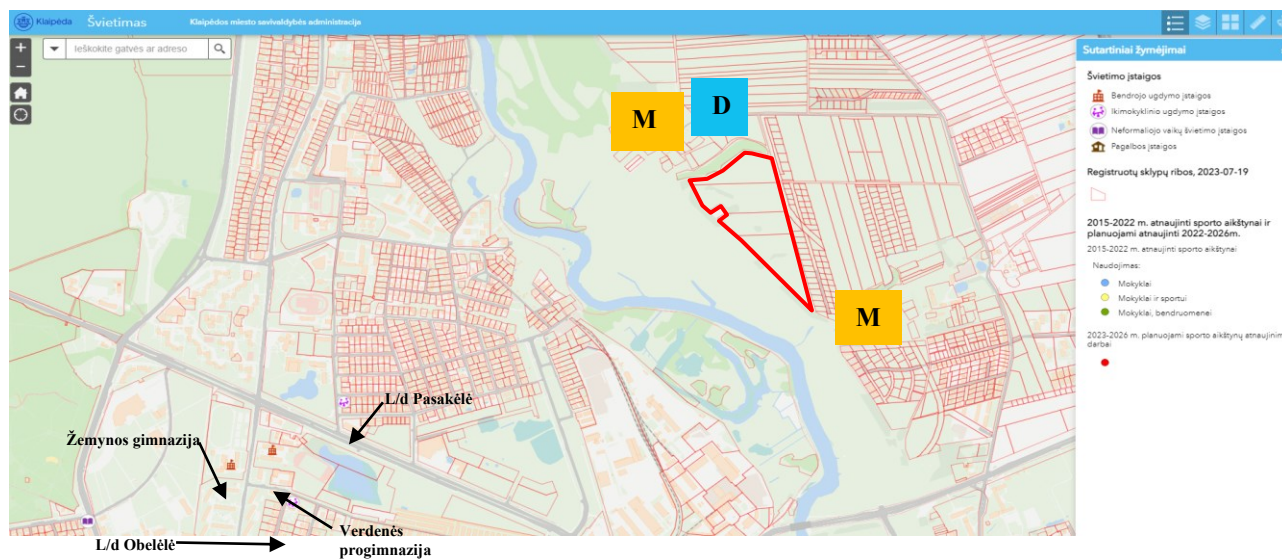 Klaipėda Švietimas Klaipėdos miesto savivaldybės administracija
Ieškokite gatvės ar adreso
M
D
M
L/d Pasakėlė
Žemynos gimnazija
Verdenės
progimnazija
L/d Obelėlė
Sutartiniai žymėjimai
Švietimo įstaigos
Bendrojo ugdymo įstaigos
Ikimokyklinio ugdymo įstaigos
Neformaliojo vaikų švietimo įstaigos
Pagalbos įstaigos
Registruotų sklypų ribos, 2023-07-19
2015-2022 m. atnaujinti sporto aikštynai ir
planuojami atnaujinti 2022-2026m.
2015-2022 m. atnaujinti sporto aikštynai
Naudojimas:
Mokyklai
Mokyklai ir sportui
Mokyklai, bendruomenei
2023-2026 m. planuojami sporto aikštynų atnaujinim
darbai